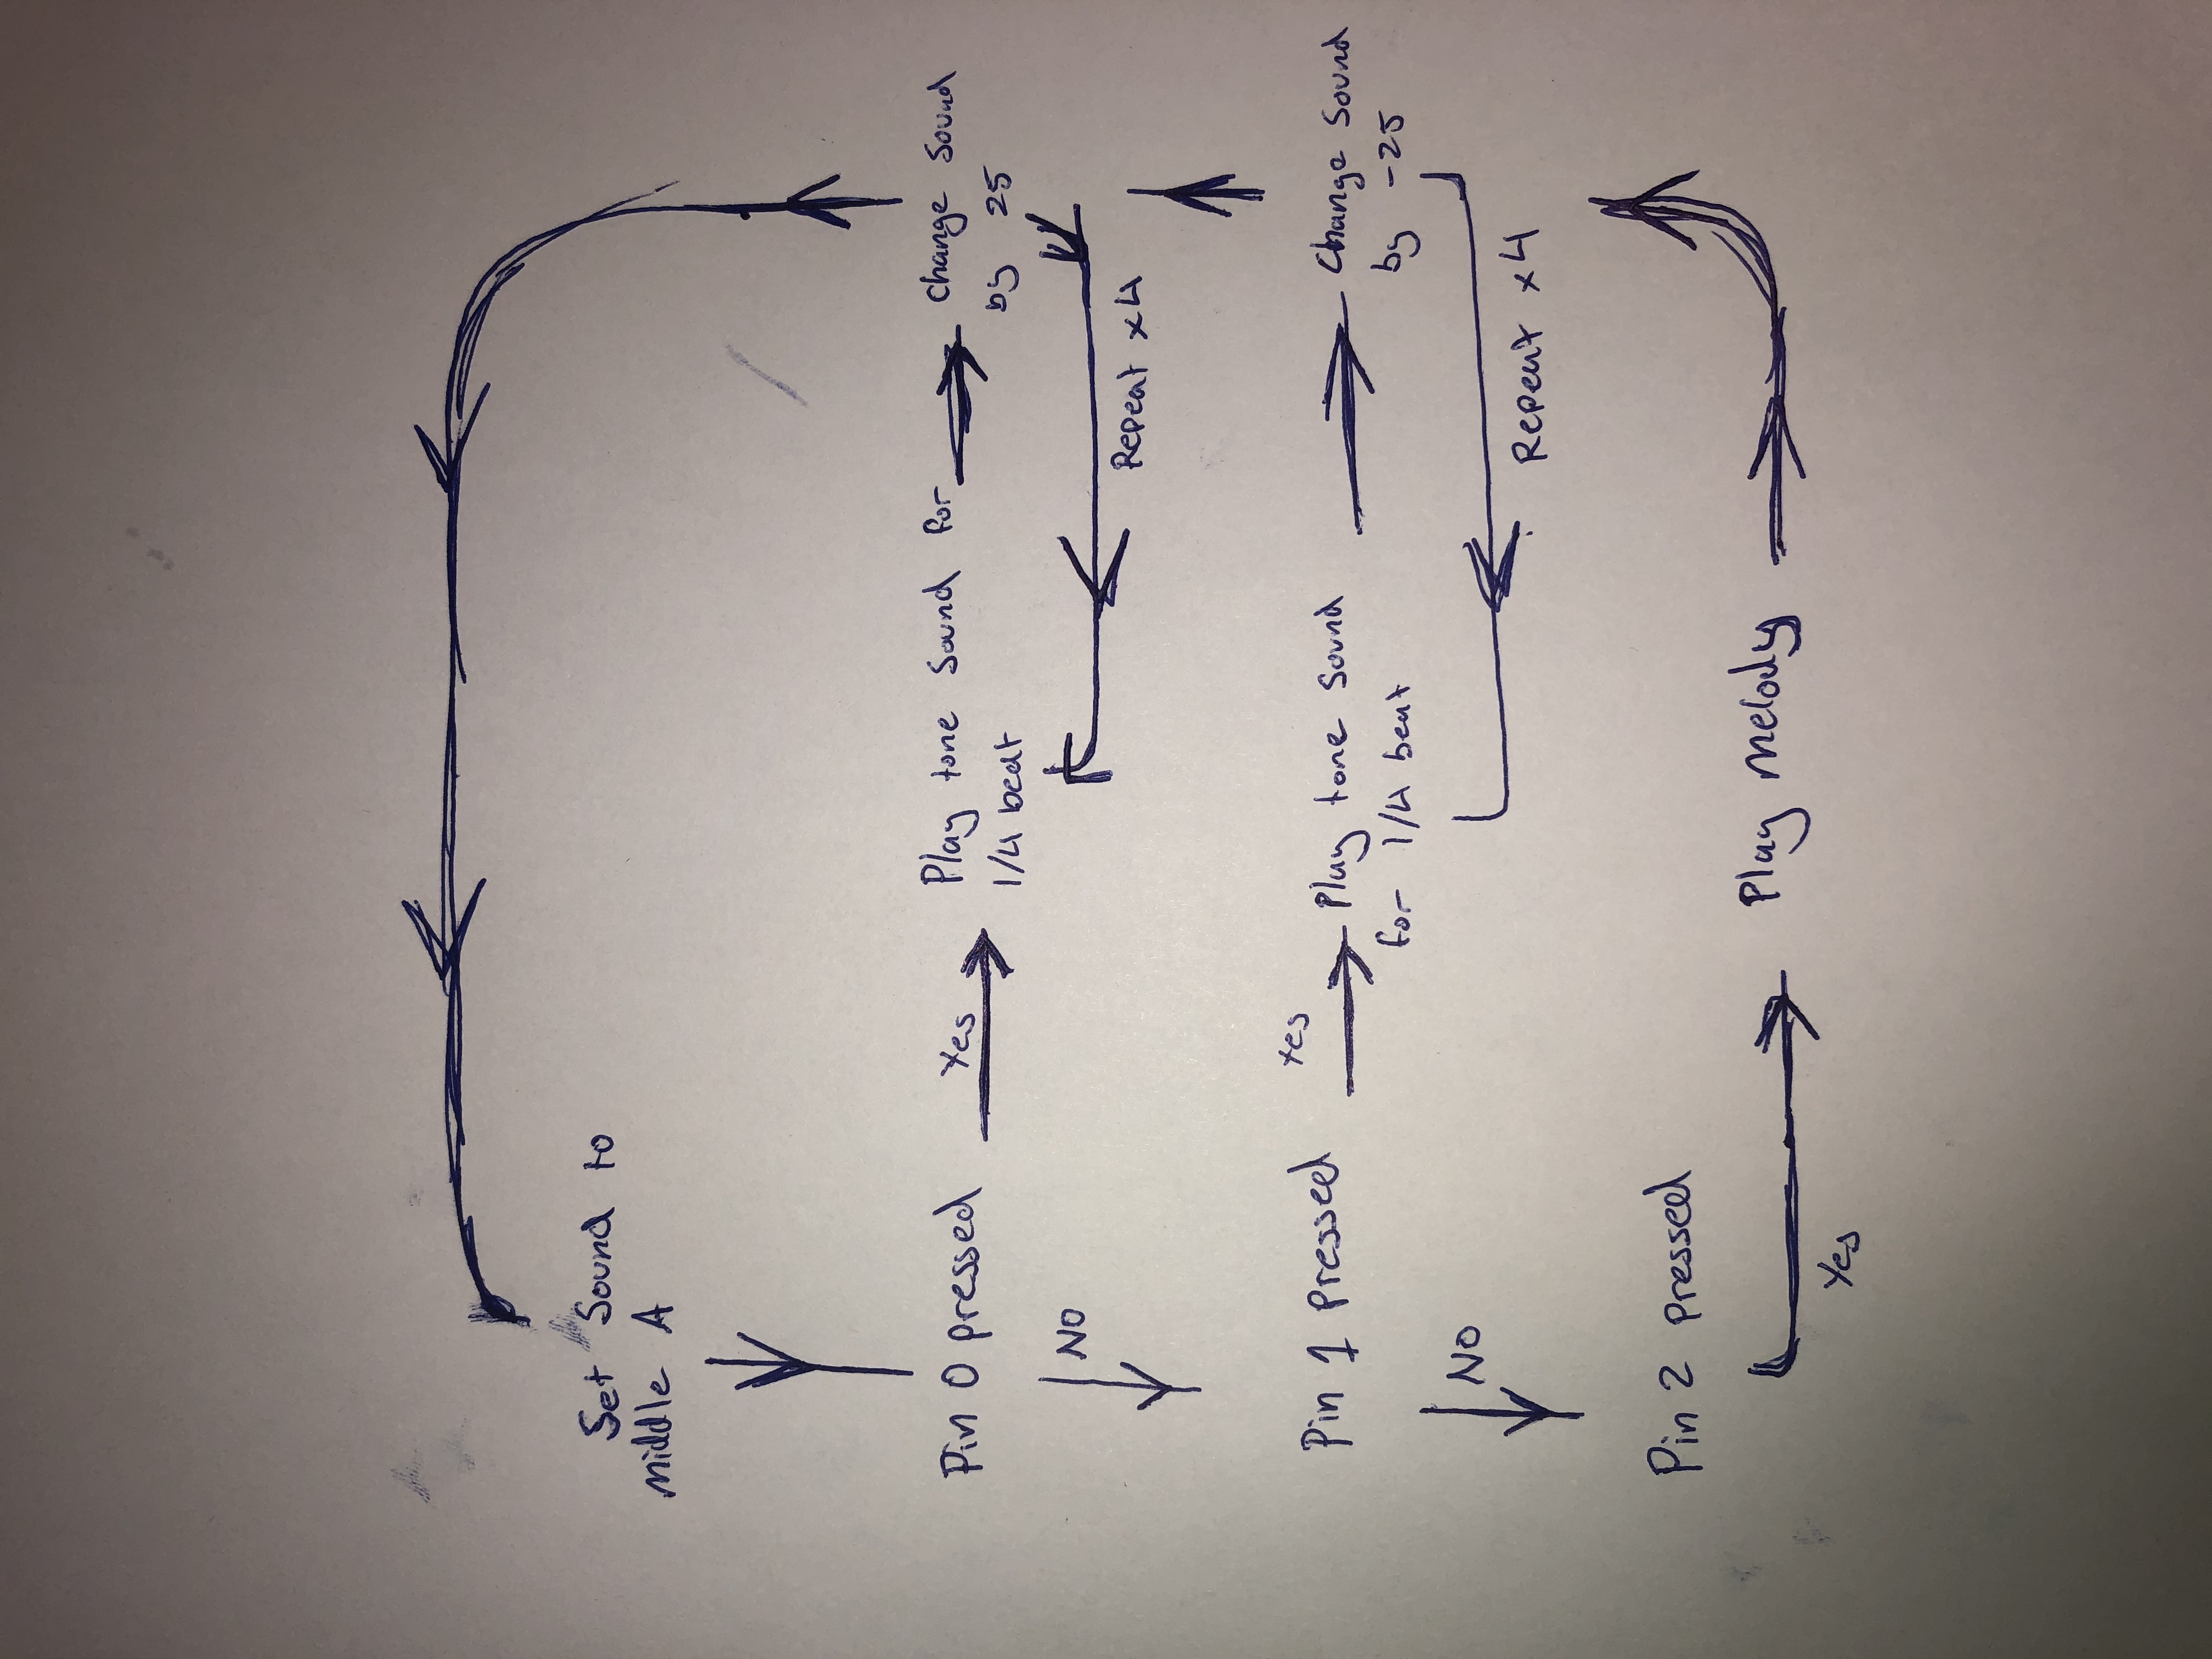 Set Sound to
middle A
Pin 0 pressed
Yes
Play tone Sound for
1/4 beat
Change Sound
by 25
NO
Repeat x4
Pin 1 pressed
Yes
Play tone Sound
for 1/4 beat
Change Sound
by -25
NO
Repeat x4
Pin 2 pressed
Yes
Play Melody